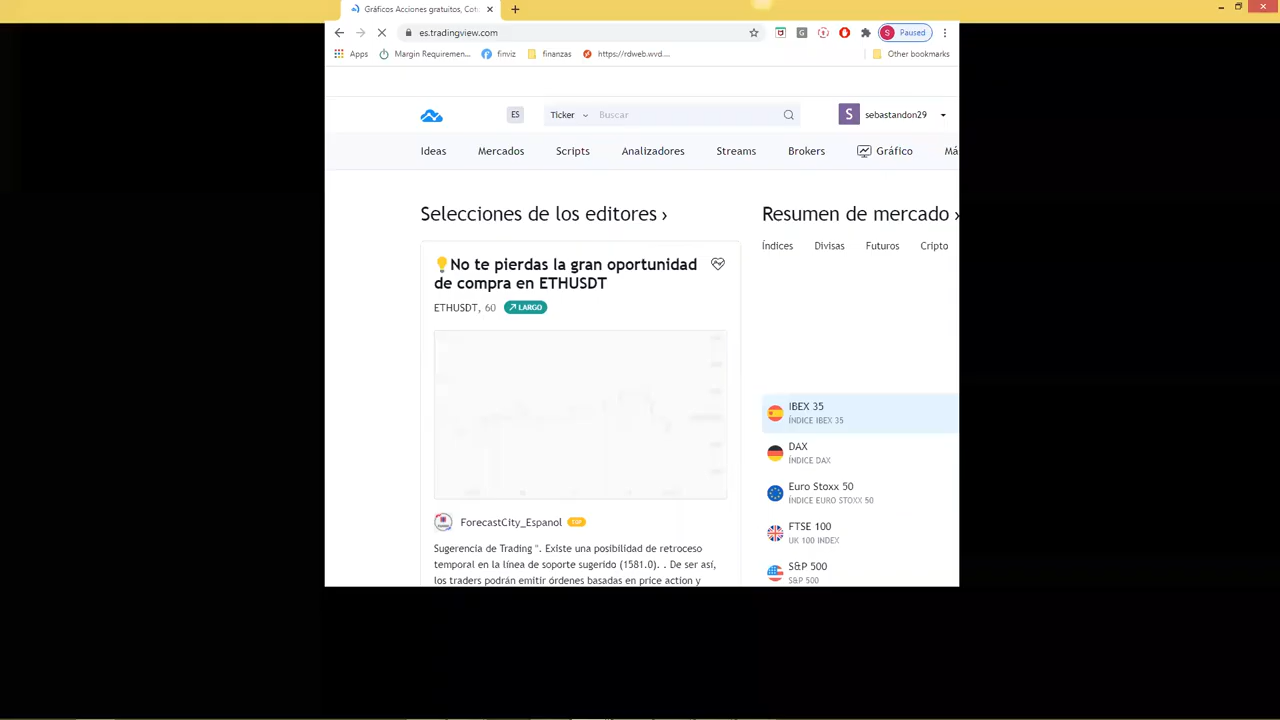 Gráficos Acciones gratuitos, Cot
es.tradingview.com
S Paused
Apps
Margin Requiremen...
finviz
finanzas
https://rdweb.wvd....
Other bookmarks
ES
Ticker
Buscar
S
sebastandon29
Ideas
Mercados
Scripts
Analizadores
Streams
Brokers
Gráfico
Má
Selecciones de los editores ›
No te pierdas la gran oportunidad
de compra en ETHUSDT
ETHUSDT, 60
LARGO
ForecastCity_Espanol
TOP
Sugerencia de Trading ". Existe una posibilidad de retroceso
temporal en la línea de soporte sugerido (1581.0). . De ser así,
los traders podrán emitir órdenes basadas en price action y
Resumen de mercado ›
Índices
Divisas
Futuros
Cripto
IBEX 35
ÍNDICE IBEX 35
DAX
ÍNDICE DAX
Euro Stoxx 50
ÍNDICE EURO STOXX 50
FTSE 100
UK 100 INDEX
S&P 500
S&P 500